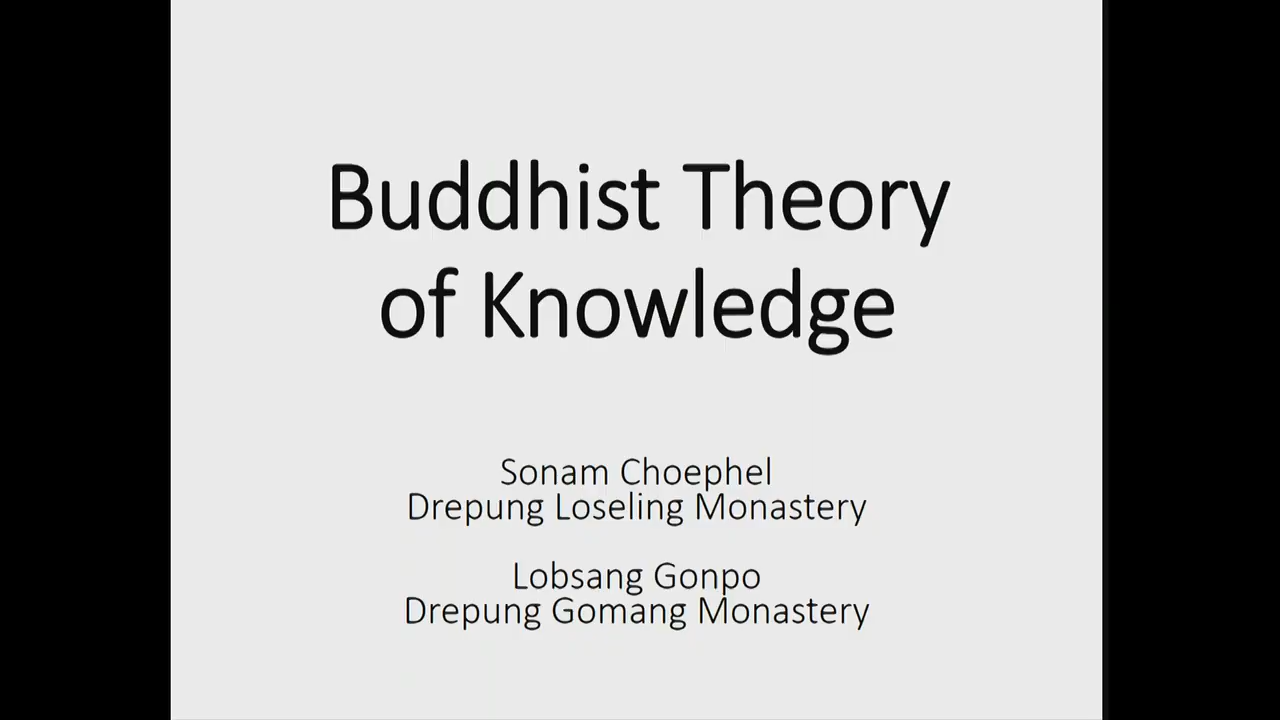 Buddhist Theory
of Knowledge
Sonam Choephel
Drepung Loseling Monastery
Lobsang Gonpo
Drepung Gomang Monastery